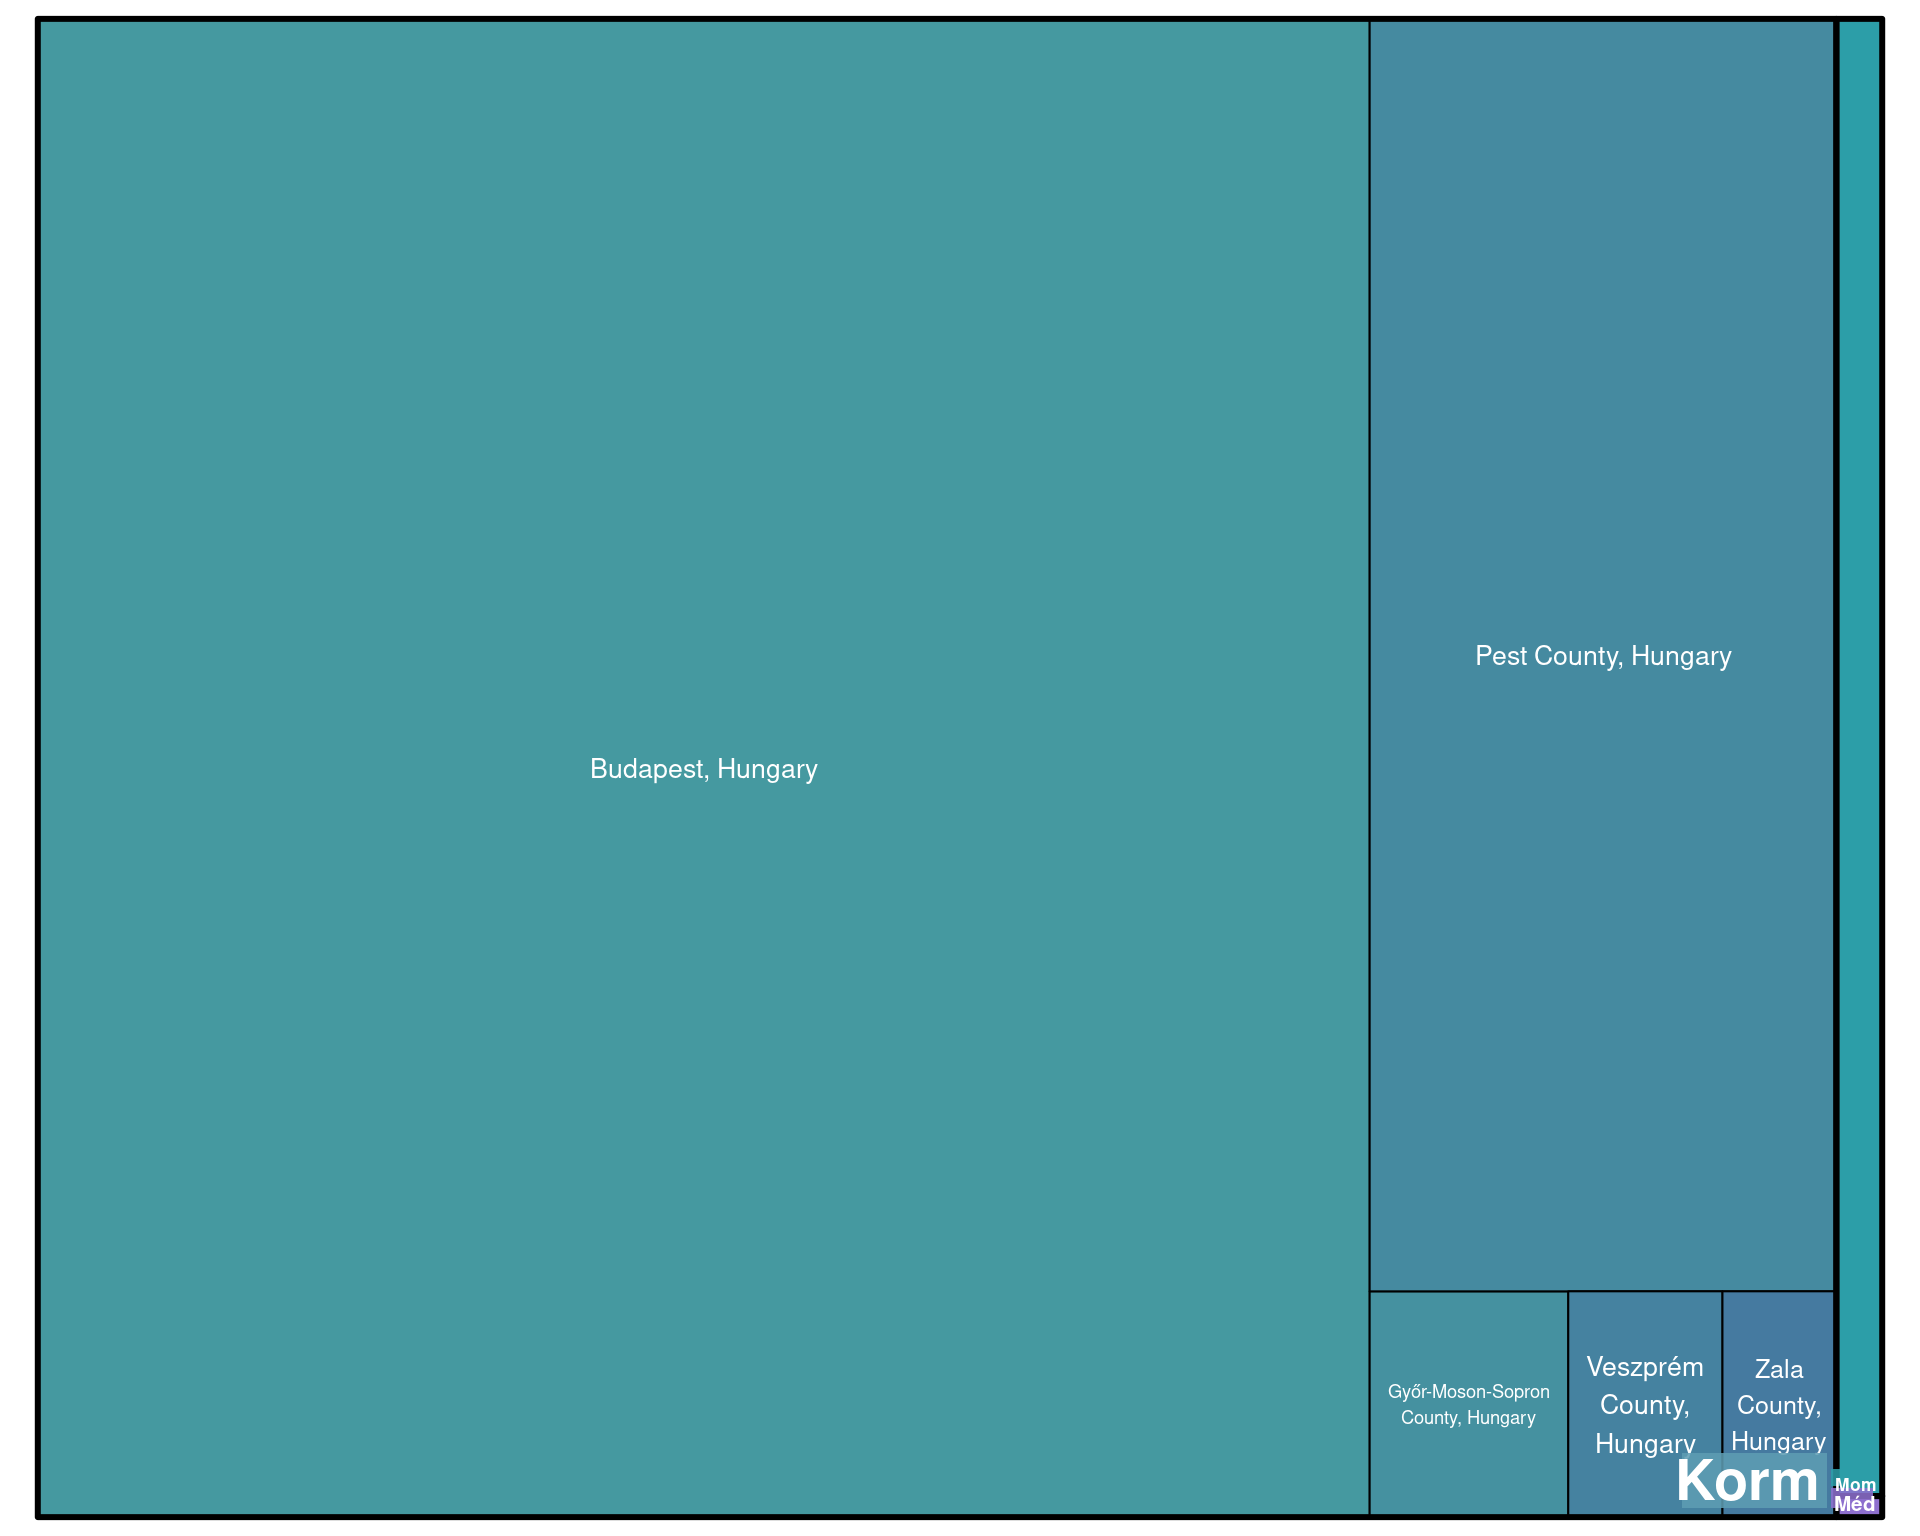 Pest County, Hungary
Budapest, Hungary
Győr-Moson-Sopron
County, Hungary
Veszprém
County,
Hungary
Zala
County,
Hungary
Korm
Mom
Méd